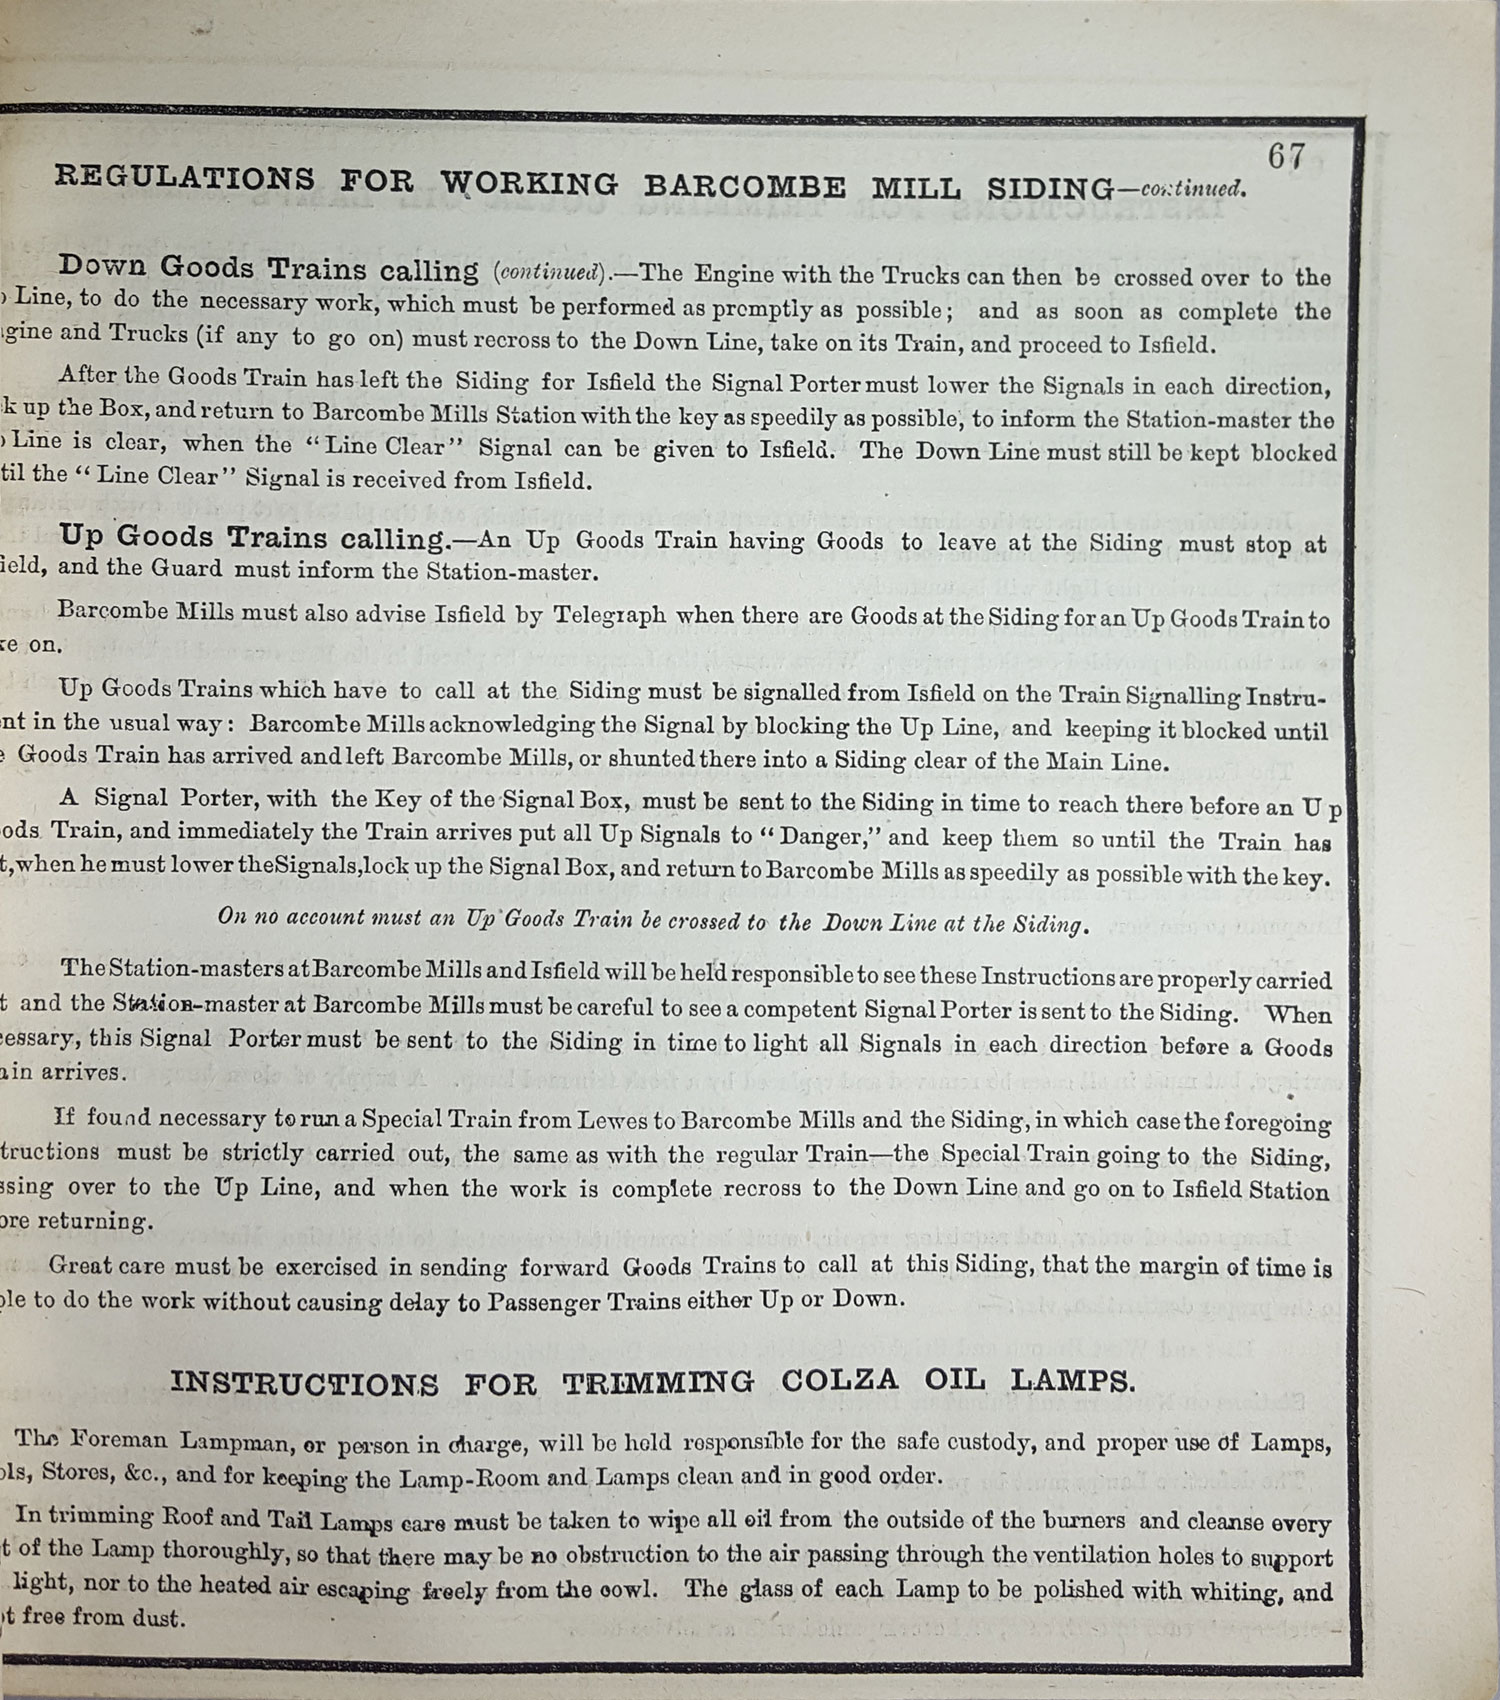 67
REGULATIONS FOR WORKING BARCOMBE MILL SIDING—continued.
Down Goods Trains calling (continued).—The Engine with the Trucks can then be crossed over to the
Line, to do the necessary work, which must be performed as promptly as possible; and as soon as complete the
gine and Trucks (if any to go on) must recross to the Down Line, take on its Train, and proceed to Isfield.
After the Goods Train has left the Siding for Isfield the Signal Porter must lower the Signals in each direction,
k up the Box, and return to Barcombe Mills Station with the key as speedily as possible, to inform the Station-master the
Line is clear, when the "Line Clear" Signal can be given to Isfield. The Down Line must still be kept blocked
til the "Line Clear" Signal is received from Isfield.
Up Goods Trains calling.—An Up Goods Train having Goods to leave at the Siding must stop at
ield, and the Guard must inform the Station-master.
Barcombe Mills must also advise Isfield by Telegraph when there are Goods at the Siding for an Up Goods Train to
ke on.
Up Goods Trains which have to call at the Siding must be signalled from Isfield on the Train Signalling Instru-
nt in the usual way: Barcombe Mills acknowledging the Signal by blocking the Up Line, and keeping it blocked until
e Goods Train has arrived and left Barcombe Mills, or shunted there into a Siding clear of the Main Line.
A Signal Porter, with the Key of the Signal Box, must be sent to the Siding in time to reach there before an Up
ods Train, and immediately the Train arrives put all Up Signals to "Danger," and keep them so until the Train has
t, when he must lower the Signals, lock up the Signal Box, and return to Barcombe Mills as speedily as possible with the key.
On no account must an Up Goods Train be crossed to the Down Line at the Siding.
The Station-masters at Barcombe Mills and Isfield will be held responsible to see these Instructions are properly carried
t and the Station-master at Barcombe Mills must be careful to see a competent Signal Porter is sent to the Siding. When
cessary, this Signal Porter must be sent to the Siding in time to light all Signals in each direction before a Goods
ain arrives.
If found necessary to run a Special Train from Lewes to Barcombe Mills and the Siding, in which case the foregoing
tructions must be strictly carried out, the same as with the regular Train—the Special Train going to the Siding,
ssing over to the Up Line, and when the work is complete recross to the Down Line and go on to Isfield Station
ore returning.
Great care must be exercised in sending forward Goods Trains to call at this Siding, that the margin of time is
ple to do the work without causing delay to Passenger Trains either Up or Down.
INSTRUCTIONS FOR TRIMMING COLZA OIL LAMPS.
The Foreman Lampman, or person in charge, will be held responsible for the safe custody, and proper use of Lamps,
ols, Stores, &c., and for keeping the Lamp-Room and Lamps clean and in good order.
In trimming Roof and Tail Lamps care must be taken to wipe all oil from the outside of the burners and cleanse every
t of the Lamp thoroughly, so that there may be no obstruction to the air passing through the ventilation holes to support
light, nor to the heated air escaping freely from the cowl. The glass of each Lamp to be polished with whiting, and
t free from dust.